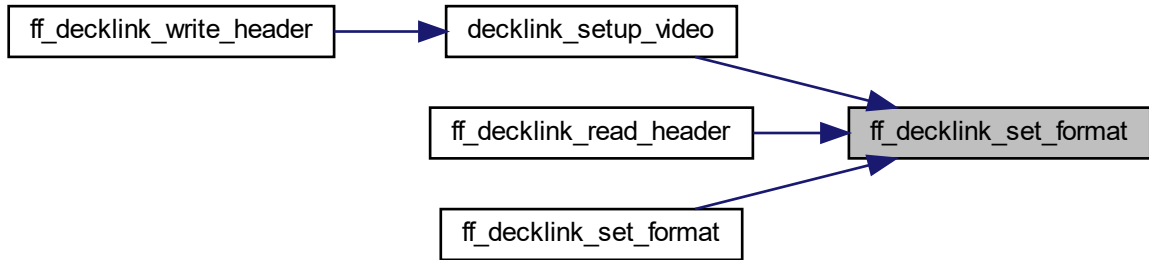 ff_decklink_write_header
decklink_setup_video
ff_decklink_read_header
ff_decklink_set_format
ff_decklink_set_format